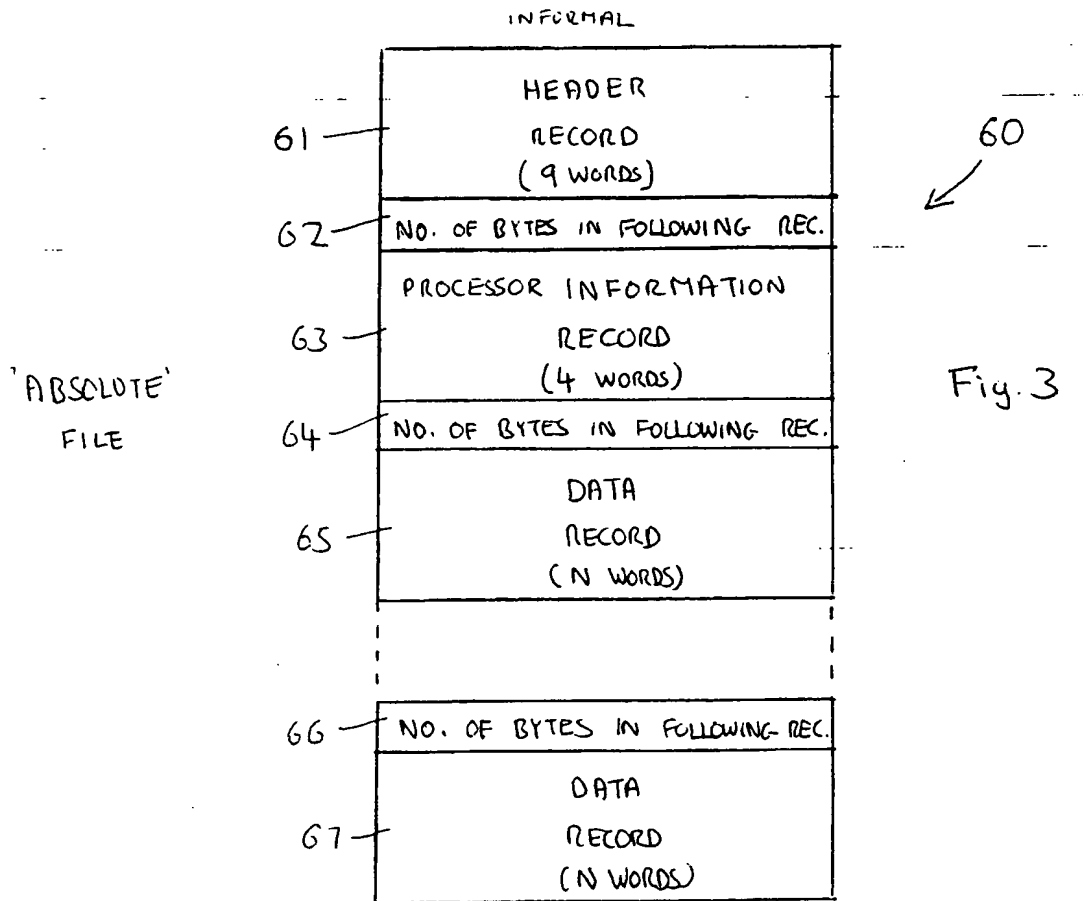 INFORMAL
HEADER
RECORD
(9 WORDS)
61
60
62
NO. OF BYTES IN FOLLOWING REC.
PROCESSOR INFORMATION
RECORD
(4 WORDS)
63
'ABSOLUTE'
FILE
Fig. 3
64
NO. OF BYTES IN FOLLOWING REC.
DATA
RECORD
(N WORDS)
65
66
NO. OF BYTES IN FOLLOWING REC.
DATA
RECORD
(N WORDS)
67